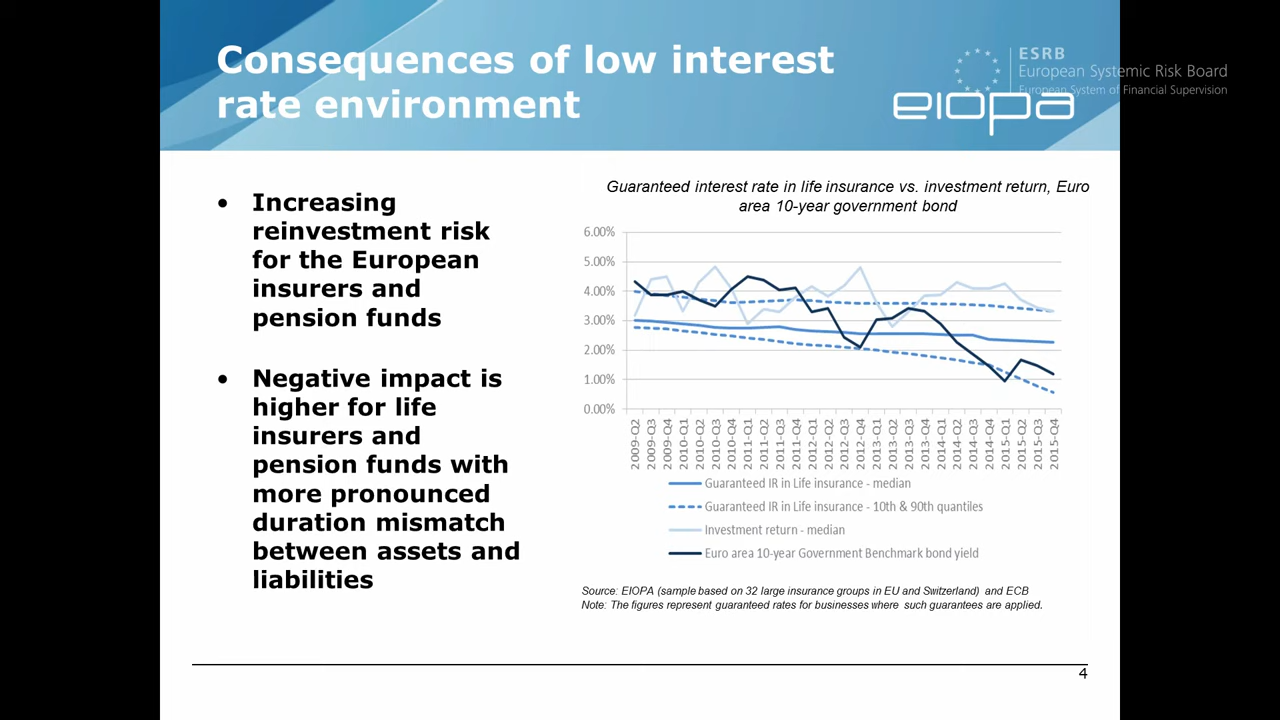 Consequences of low interest
rate environment
ESRB
European Systemic Risk Board
European System of Financial Supervision
eiopa
• Increasing
reinvestment risk
for the European
insurers and
pension funds
• Negative impact is
higher for life
insurers and
pension funds with
more pronounced
duration mismatch
between assets and
liabilities
Guaranteed interest rate in life insurance vs. investment return, Euro
area 10-year government bond
6.00%
5.00%
4.00%
3.00%
2.00%
1.00%
0.00%
2009-Q2
2009-Q3
2009-Q4
2010-Q1
2010-Q2
2010-Q3
2010-Q4
2011-Q1
2011-Q2
2011-Q3
2011-Q4
2012-Q1
2012-Q2
2012-Q3
2012-Q4
2013-Q1
2013-Q2
2013-Q3
2013-Q4
2014-Q1
2014-Q2
2014-Q3
2014-Q4
2015-Q1
2015-Q2
2015-Q3
2015-Q4
Guaranteed IR in Life insurance - median
Guaranteed IR in Life insurance - 10th & 90th quantiles
Investment return - median
Euro area 10-year Government Benchmark bond yield
Source: EIOPA (sample based on 32 large insurance groups in EU and Switzerland) and ECB
Note: The figures represent guaranteed rates for businesses where such guarantees are applied.
4